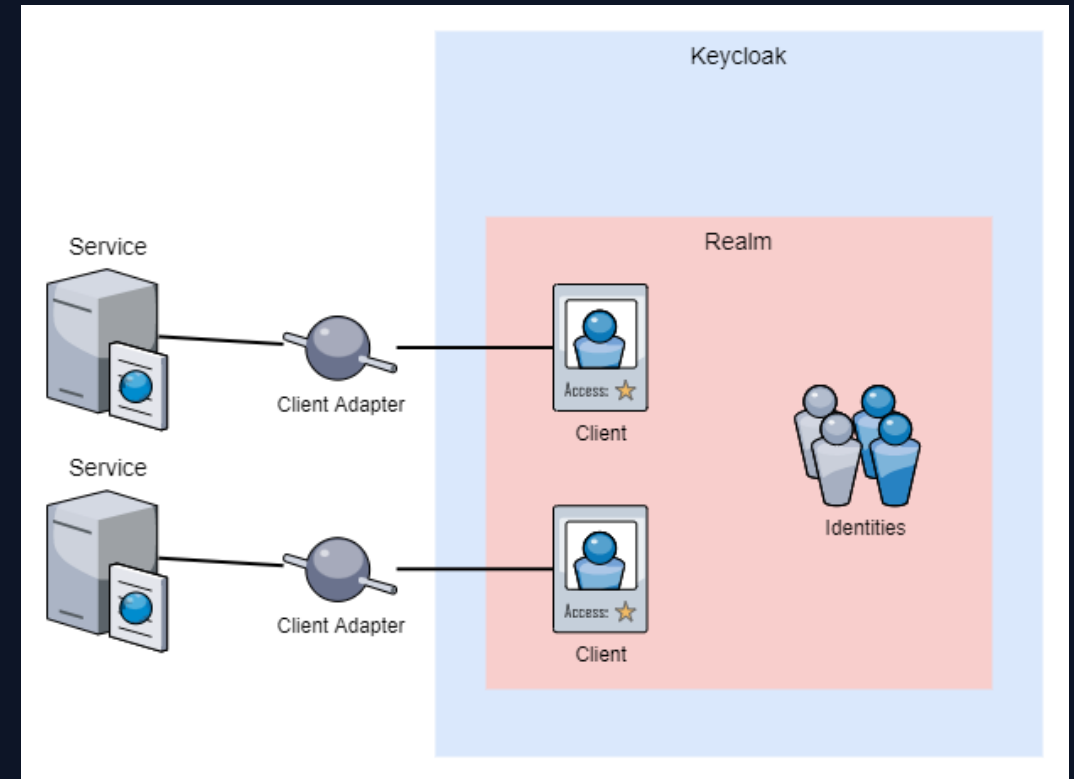 Keycloak
Realm
Service
Client Adapter
Access:
Client
Identities
Service
Client Adapter
Access:
Client